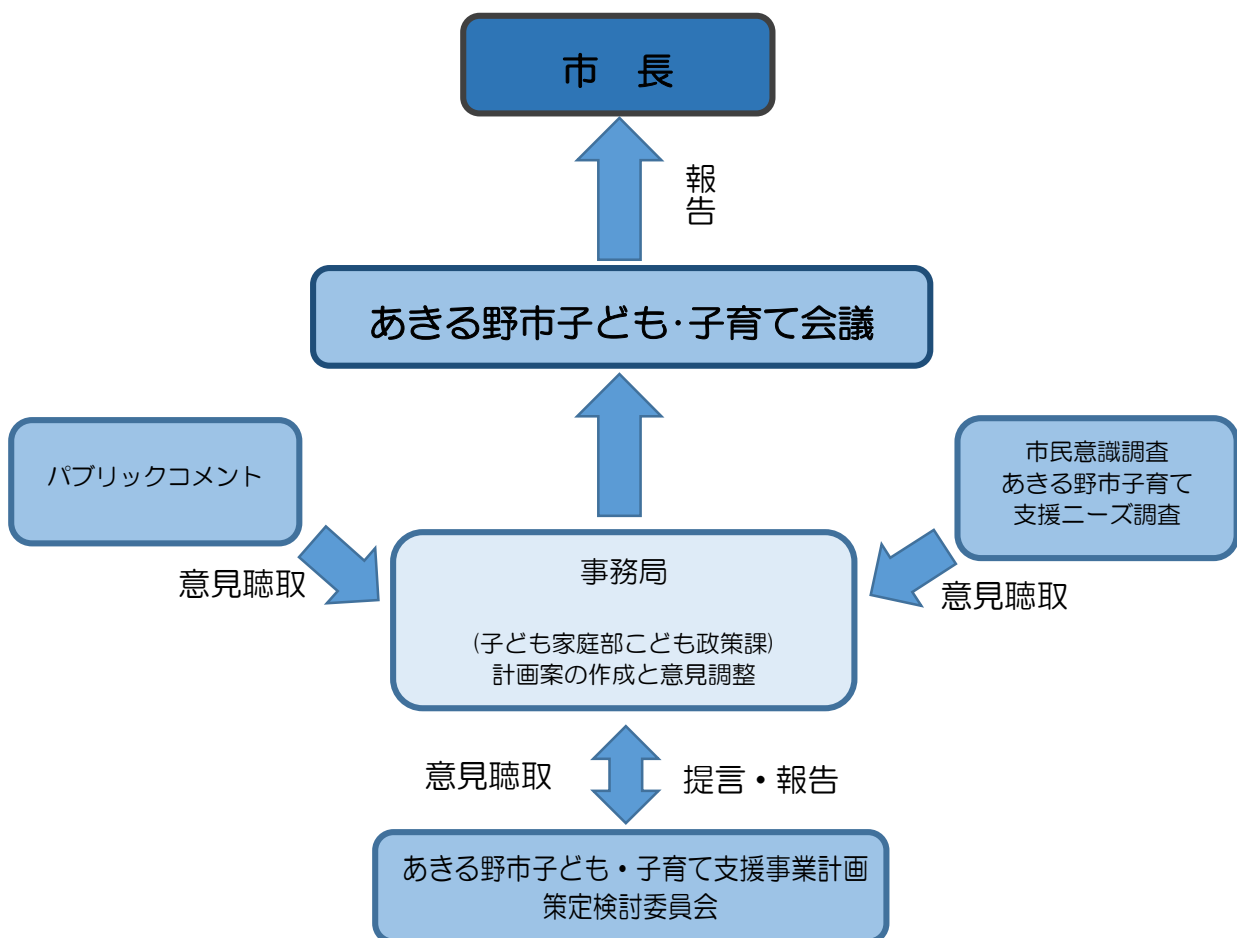 市　長
報告
あきる野市子ども・子育て会議
パブリックコメント
市民意識調査
あきる野市子育て
支援ニーズ調査
意見聴取
意見聴取
事務局
(子ども家庭部こども政策課)
計画案の作成と意見調整
意見聴取
提言・報告
あきる野市子ども・子育て支援事業計画
策定検討委員会